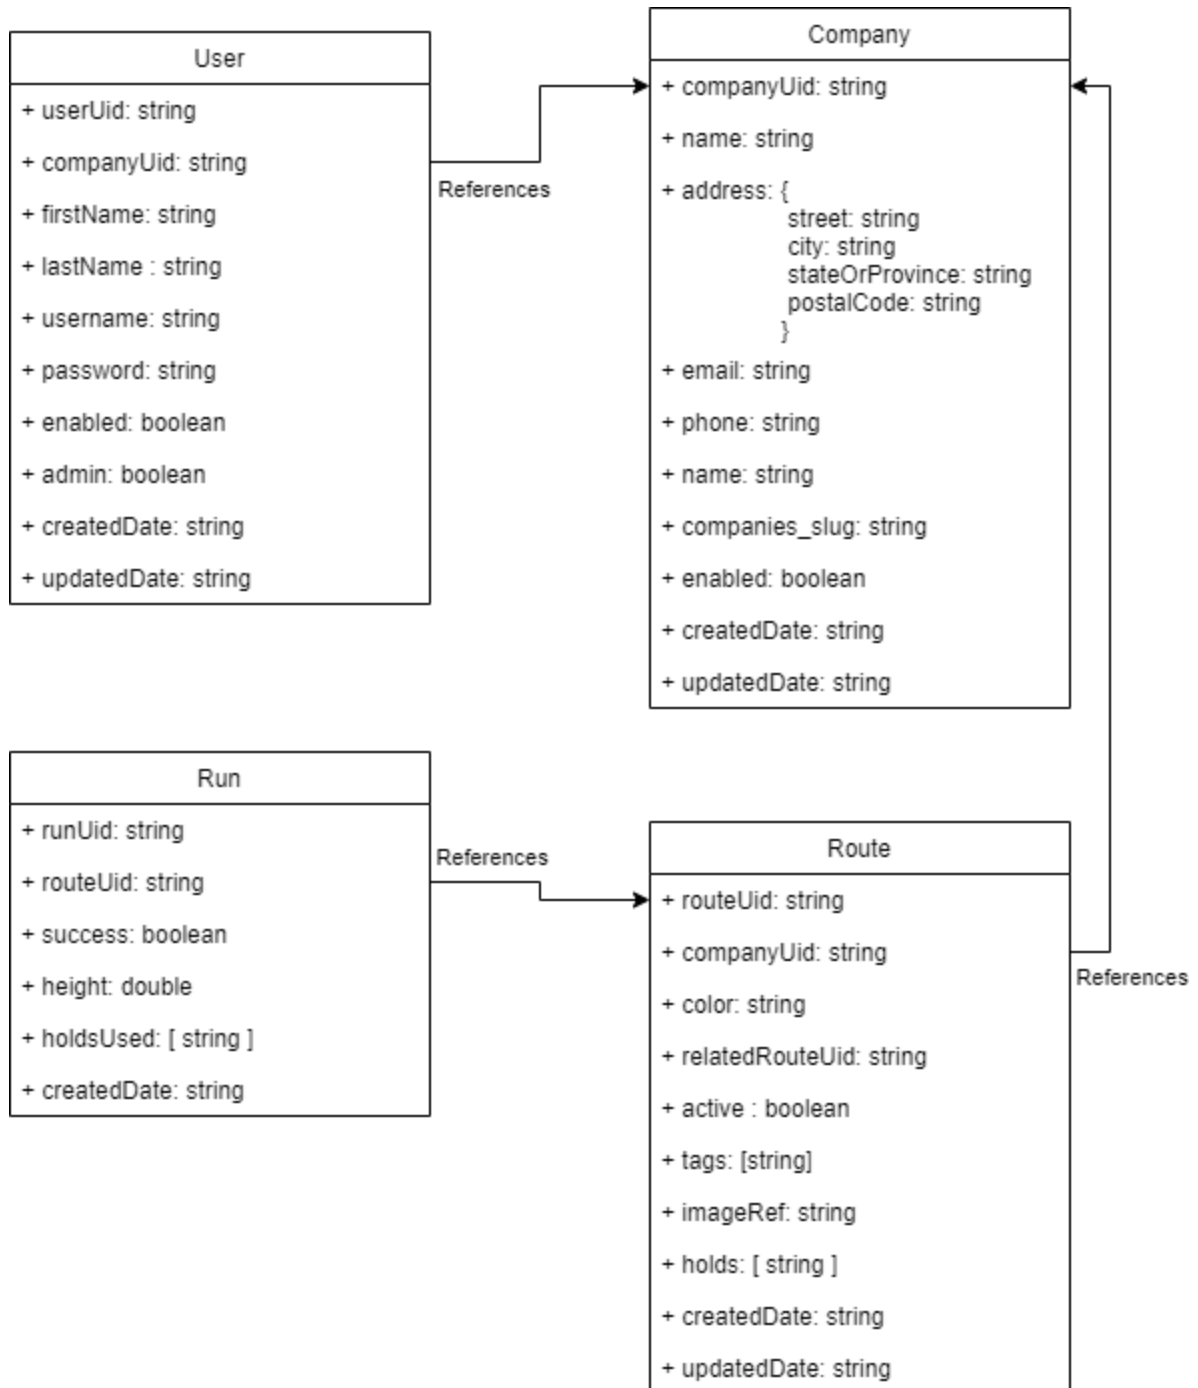 User
+ userUid: string
+ companyUid: string
+ firstName: string
+ lastName : string
+ username: string
+ password: string
+ enabled: boolean
+ admin: boolean
+ createdDate: string
+ updatedDate: string
References
Company
+ companyUid: string
+ name: string
+ address: {
street: string
city: string
stateOrProvince: string
postalCode: string
}
+ email: string
+ phone: string
+ name: string
+ companies_slug: string
+ enabled: boolean
+ createdDate: string
+ updatedDate: string
Run
+ runUid: string
+ routeUid: string
+ success: boolean
+ height: double
+ holdsUsed: [ string ]
+ createdDate: string
References
Route
+ routeUid: string
+ companyUid: string
+ color: string
+ relatedRouteUid: string
+ active : boolean
+ tags: [string]
+ imageRef: string
+ holds: [ string ]
+ createdDate: string
+ updatedDate: string
References